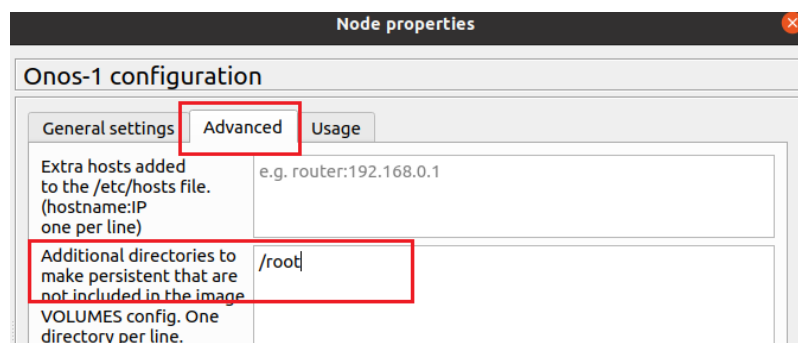 Node properties
Onos-1 configuration
General settings
Advanced
Usage
Extra hosts added
to the /etc/hosts file.
(hostname:IP
one per line)
e.g. router:192.168.0.1
Additional directories to
make persistent that are
not included in the image
VOLUMES config. One
directory per line.
/root